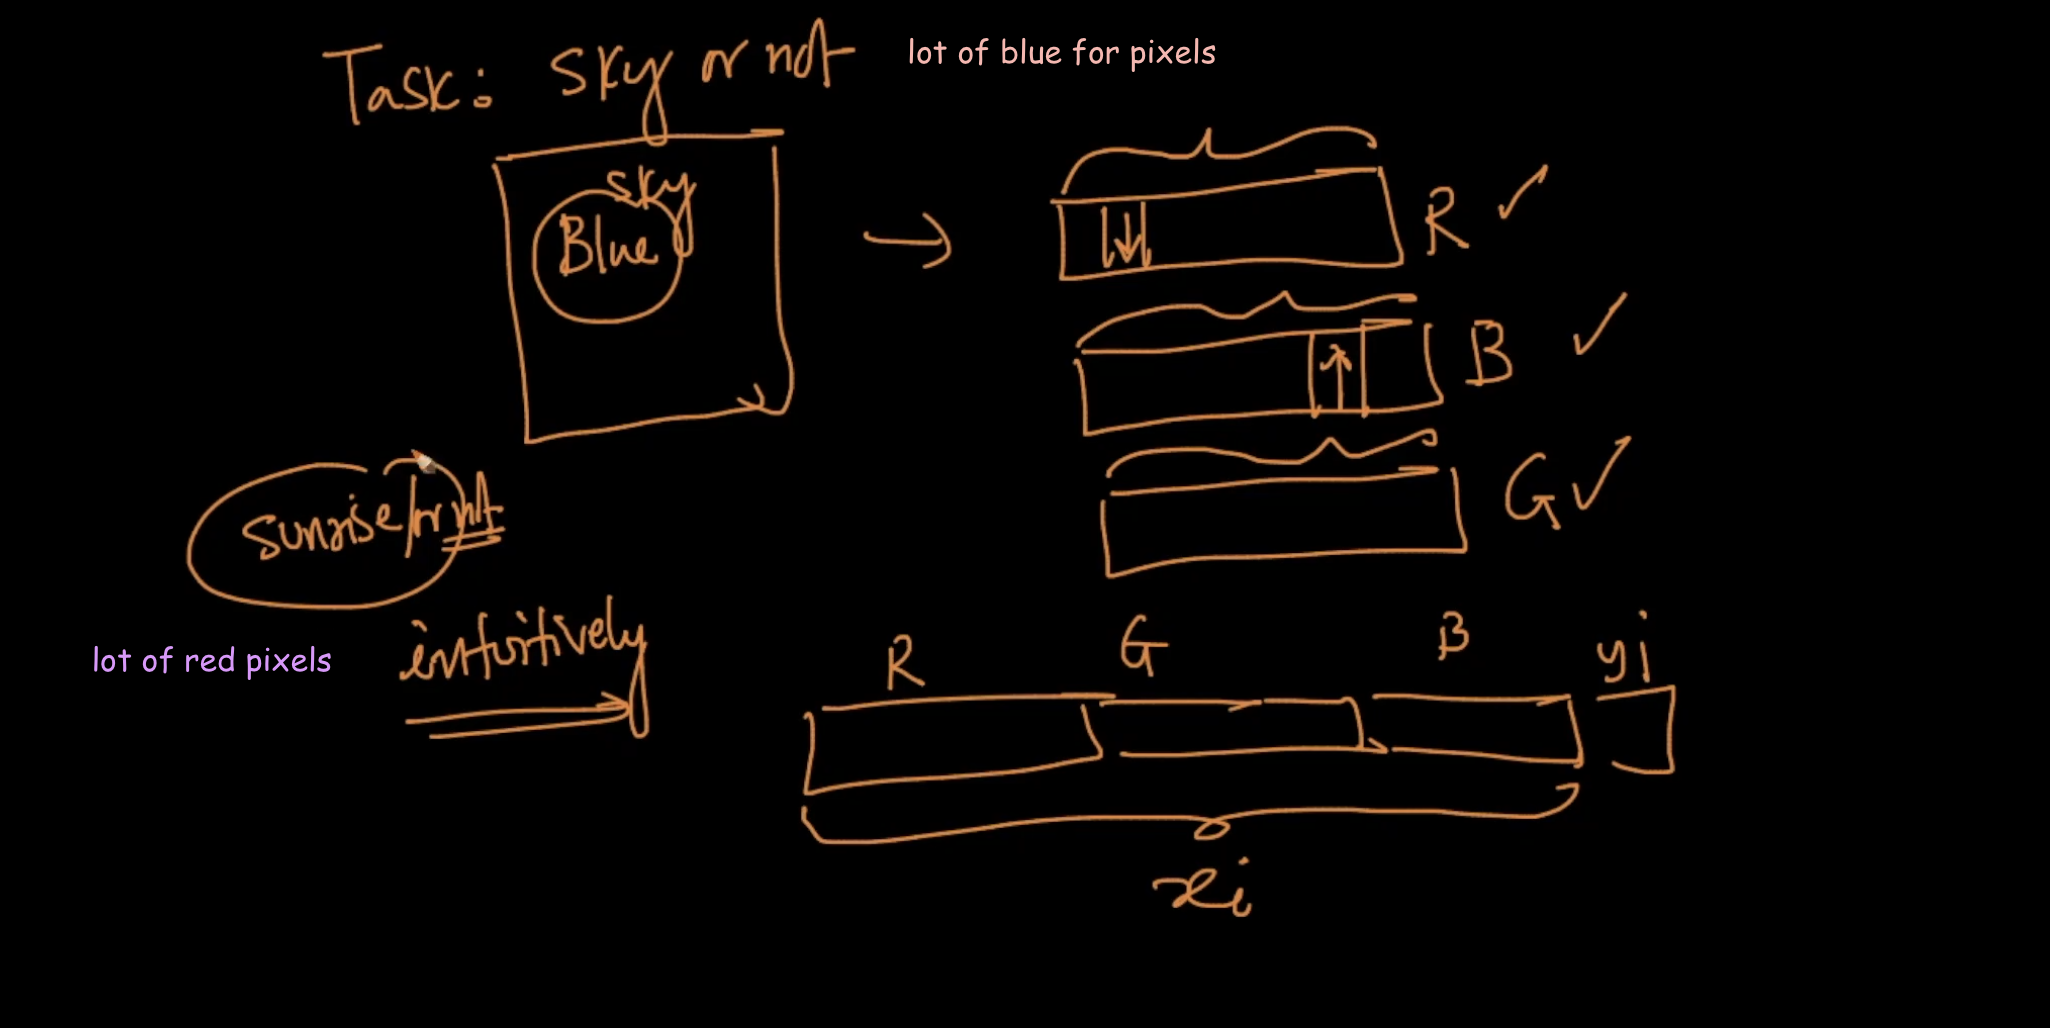 Task: Sky or not
lot of blue for pixels
sky
Blue
R
B
G
sunrise/or not
lot of red pixels
intuitively
R G B yi
xi